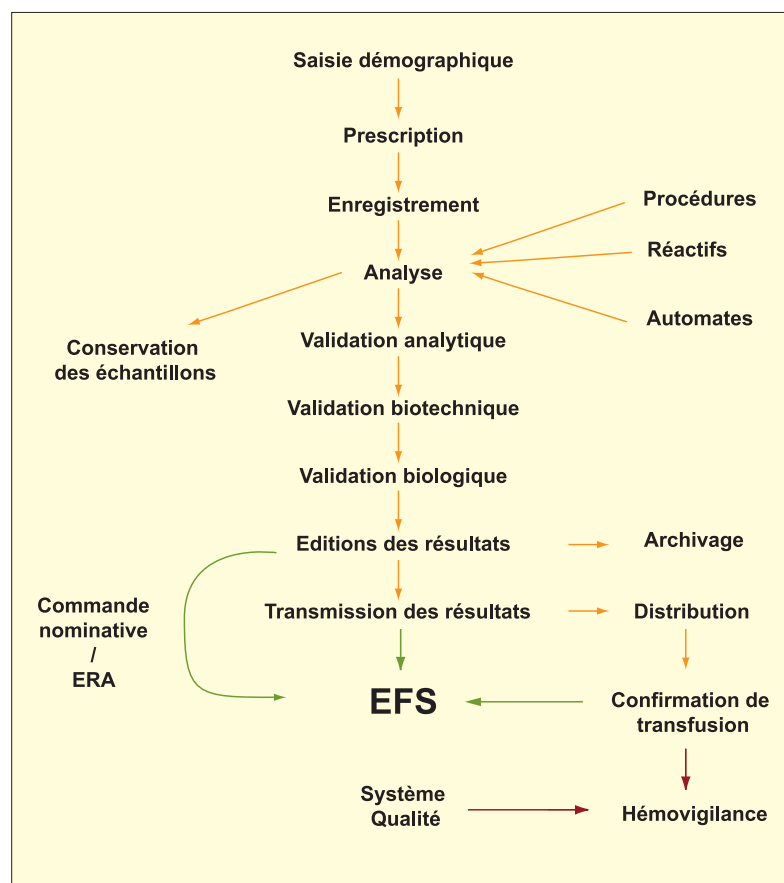 Saisie démographique
Prescription
Enregistrement
Procédures
Réactifs
Analyse
Automates
Conservation
des échantillons
Validation analytique
Validation biotechnique
Validation biologique
Editions des résultats
Archivage
Commande
nominative
/
ERA
Transmission des résultats
Distribution
EFS
Confirmation de
transfusion
Système
Qualité
Hémovigilance